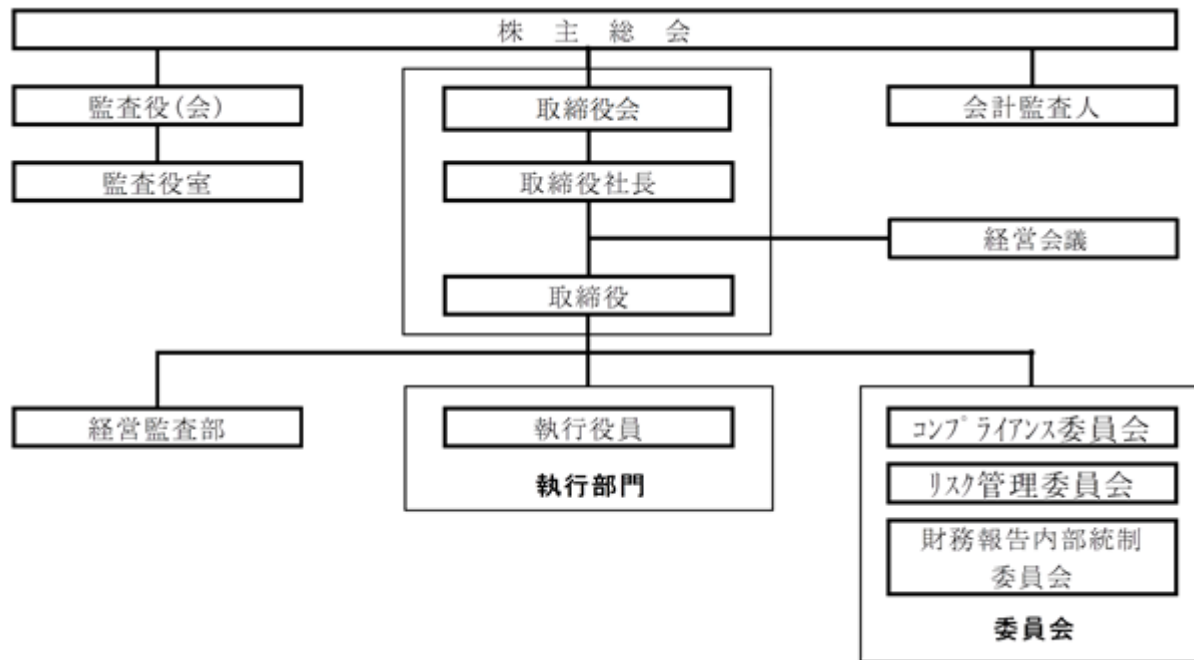 株　主　総　会
監査役(会)
取締役会
会計監査人
監査役室
取締役社長
経営会議
取締役
経営監査部
執行役員
執行部門
ｺﾝﾌﾟﾗｲｱﾝｽ委員会
ﾘｽｸ管理委員会
財務報告内部統制
委員会
委員会